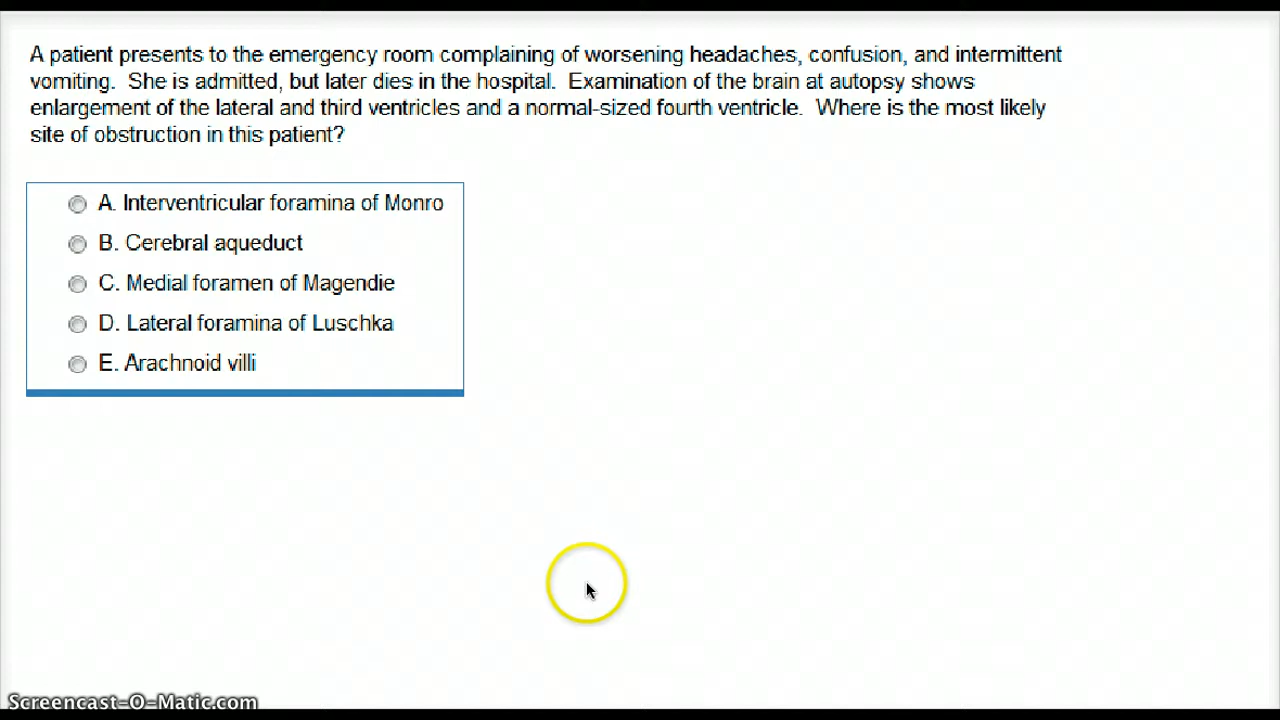 A patient presents to the emergency room complaining of worsening headaches, confusion, and intermittent
vomiting.  She is admitted, but later dies in the hospital.  Examination of the brain at autopsy shows
enlargement of the lateral and third ventricles and a normal-sized fourth ventricle.  Where is the most likely
site of obstruction in this patient?
A. Interventricular foramina of Monro
B. Cerebral aqueduct
C. Medial foramen of Magendie
D. Lateral foramina of Luschka
E. Arachnoid villi
Screencast-O-Matic.com